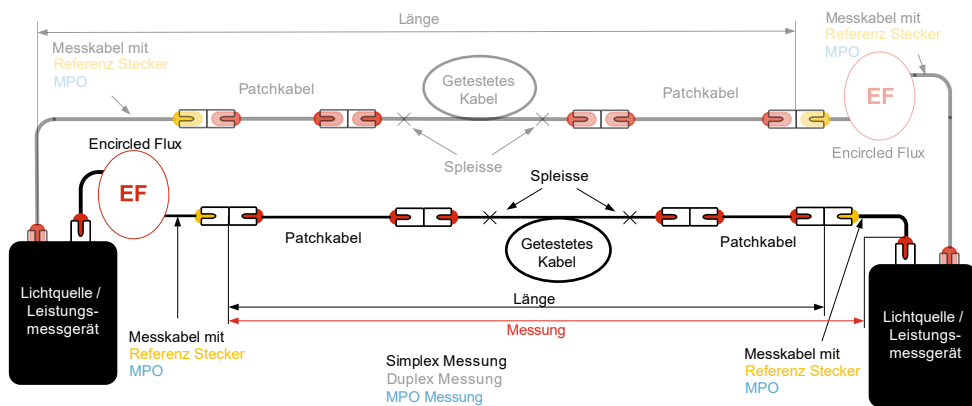 Länge
Messkabel mit
Referenz Stecker
MPO
Messkabel mit
Referenz Stecker
MPO
Patchkabel
Getestetes
Kabel
Patchkabel
EF
Encircled Flux
Spleisse
Encircled Flux
EF
Spleisse
Patchkabel
Getestetes
Kabel
Patchkabel
Lichtquelle /
Leistungs-
messgerät
Länge
Messung
Lichtquelle /
Leistungs-
messgerät
Messkabel mit
Referenz Stecker
MPO
Simplex Messung
Duplex Messung
MPO Messung
Messkabel mit
Referenz Stecker
MPO